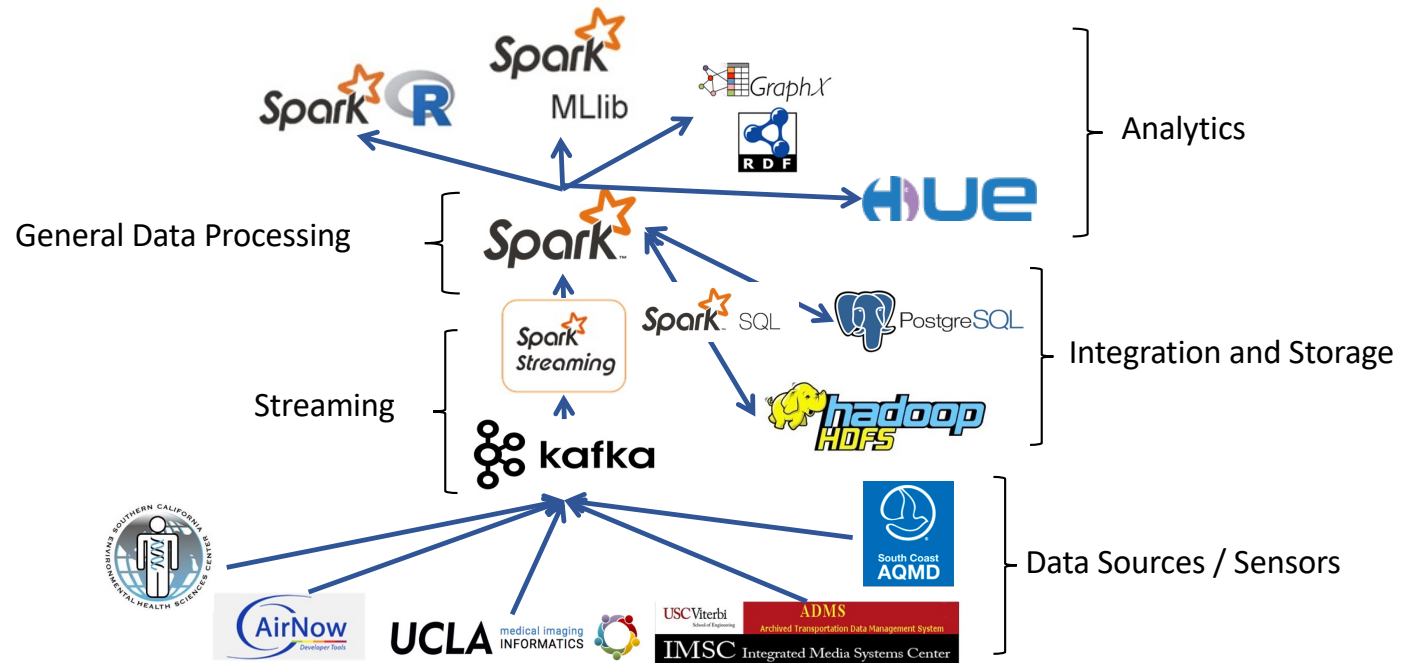 Spark
MLlib
Spark R
GraphX
RDF
Analytics
HUE
General Data Processing
Spark™
Spark
Streaming
Spark SQL
PostgreSQL
Integration and Storage
Streaming
hadoop
HDFS
kafka
SOUTHERN CALIFORNIA
ENVIRONMENTAL HEALTH SCIENCES CENTER
South Coast
AQMD
Data Sources / Sensors
AirNow
Developer Tools
UCLA
medical imaging
INFORMATICS
USC Viterbi
School of Engineering
ADMS
Archived Transportation Data Management System
IMSC Integrated Media Systems Center